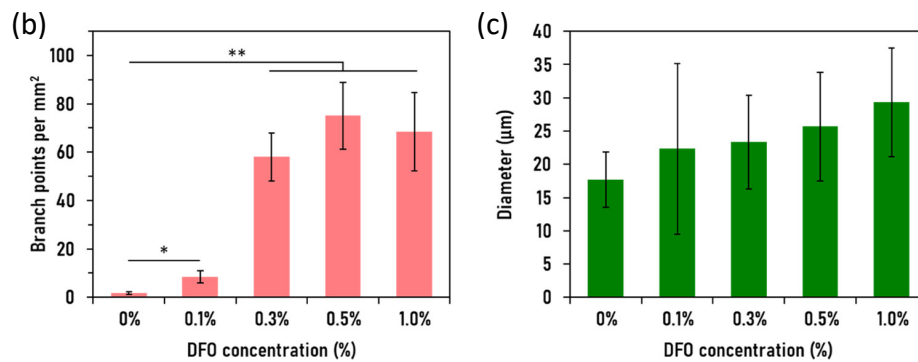 (b)
Branch points per mm²
100
80
60
40
20
0
**
*
0% 0.1% 0.3% 0.5% 1.0%
DFO concentration (%)
(c)
Diameter (µm)
40
35
30
25
20
15
10
5
0
0% 0.1% 0.3% 0.5% 1.0%
DFO concentration (%)